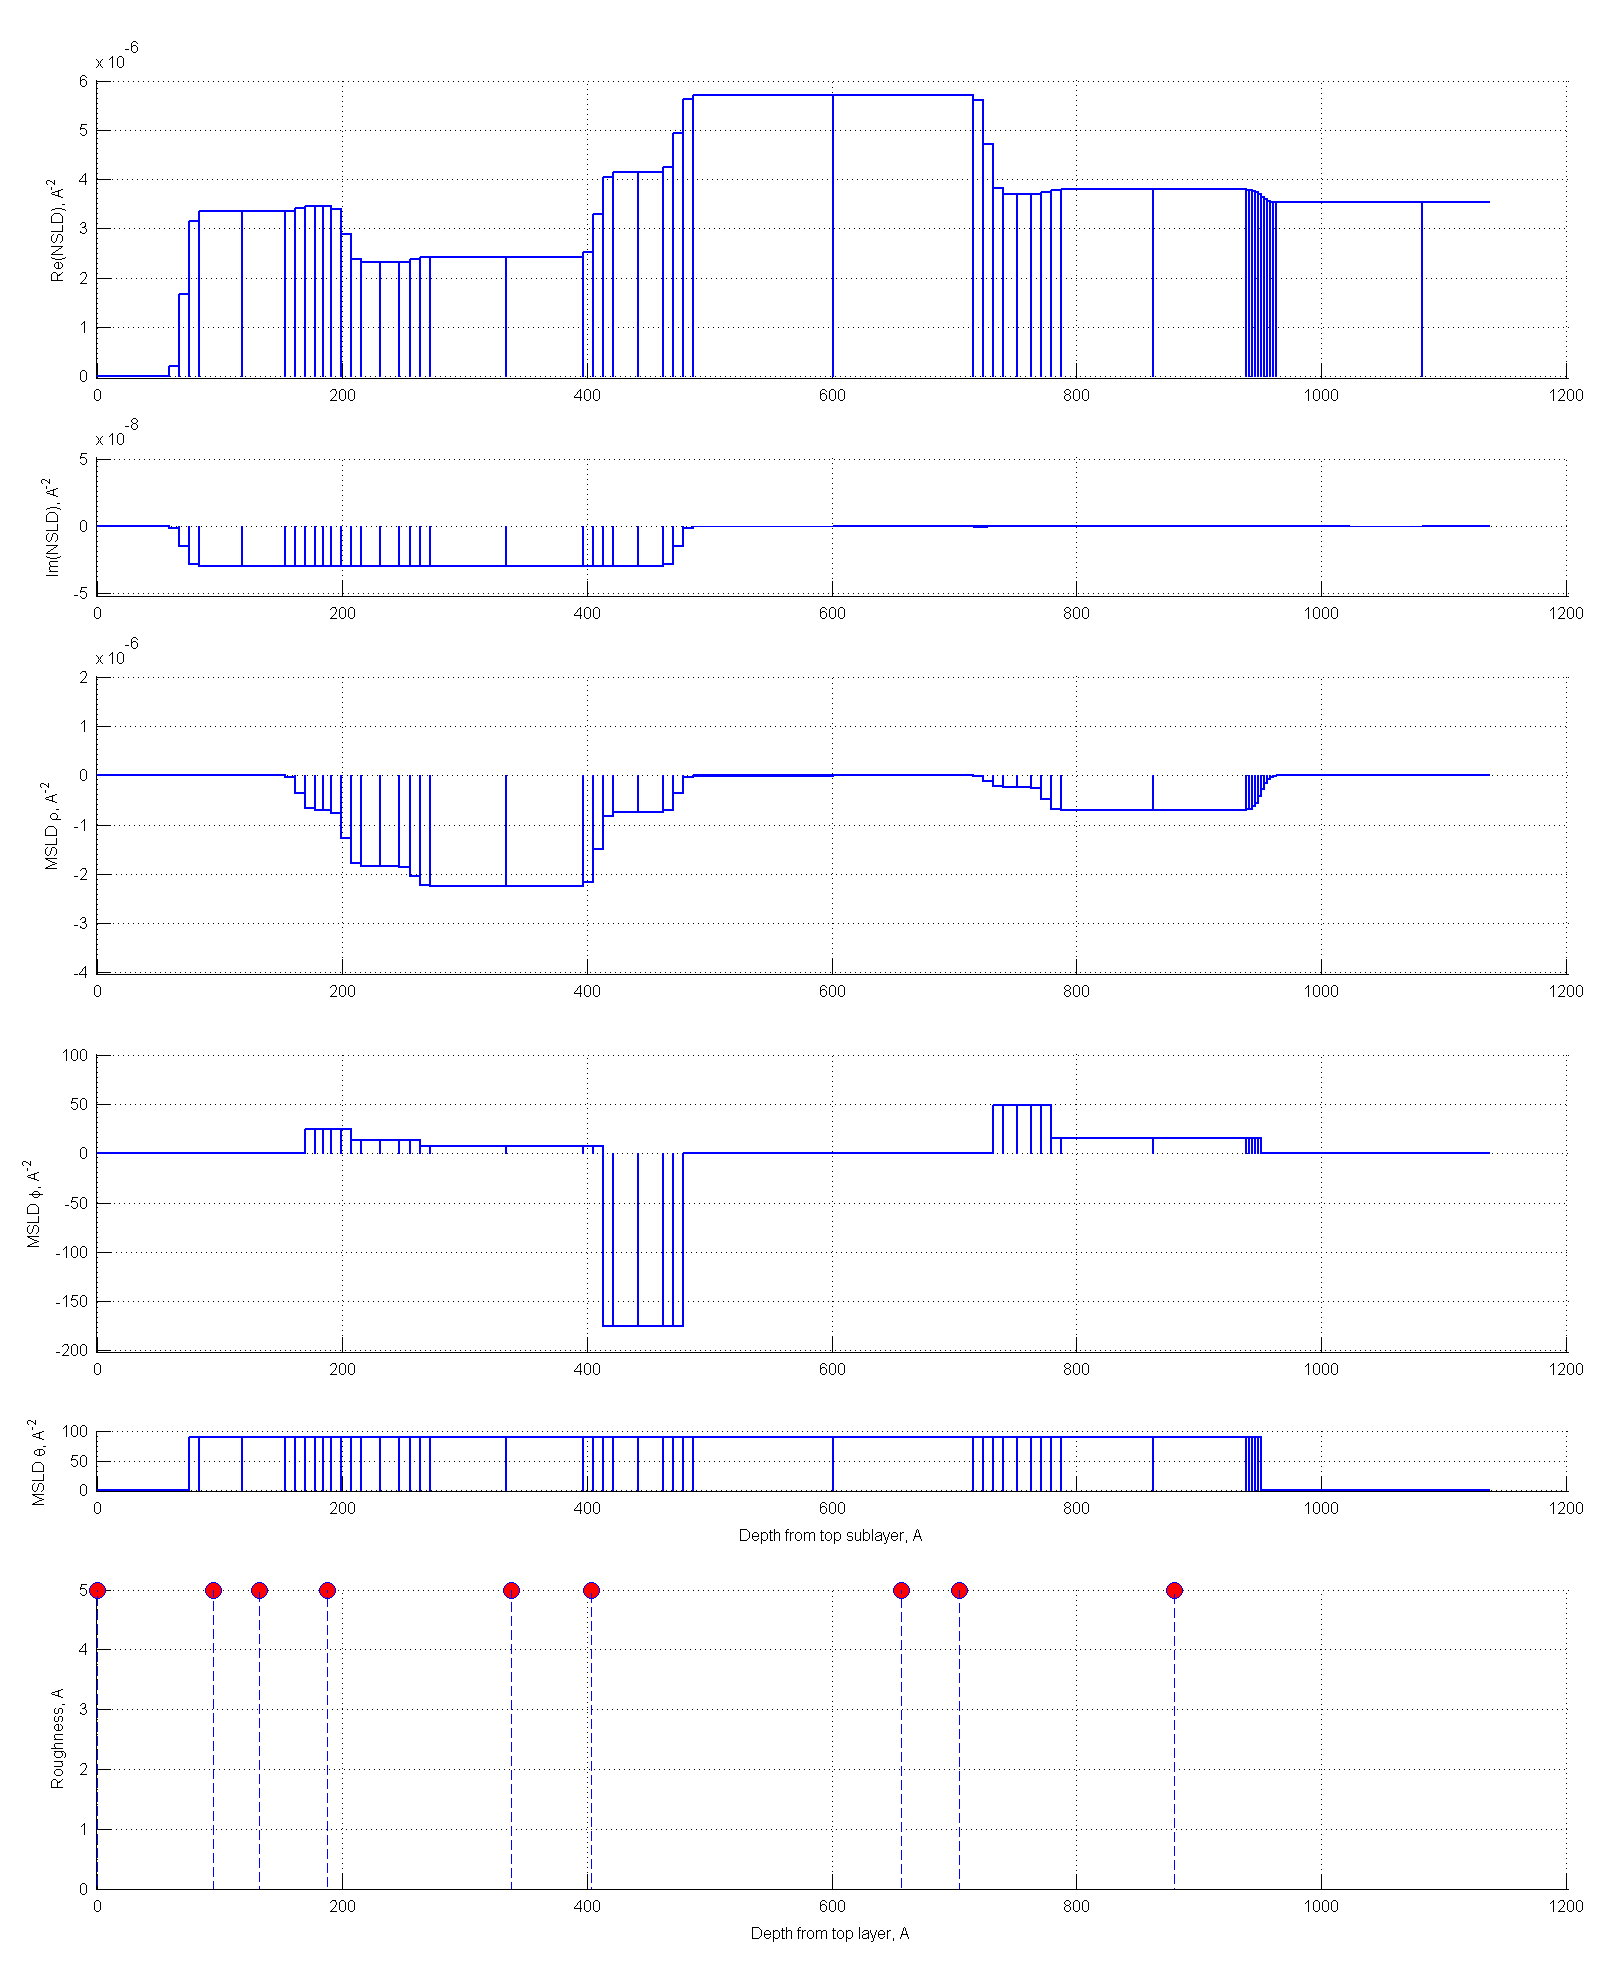 x 10-6
6
5
4
3
2
1
0
Re(NSLD), A-2
0 200 400 600 800 1000 1200
x 10-8
5
0
-5
Im(NSLD), A-2
0 200 400 600 800 1000 1200
x 10-6
2
1
0
-1
-2
-3
-4
MSLD ρ, A-2
0 200 400 600 800 1000 1200
100
50
0
-50
-100
-150
-200
MSLD ϕ, A-2
0 200 400 600 800 1000 1200
100
50
0
MSLD θ, A-2
0 200 400 600 800 1000 1200
Depth from top sublayer, A
5
4
3
2
1
0
Roughness, A
0 200 400 600 800 1000 1200
Depth from top layer, A